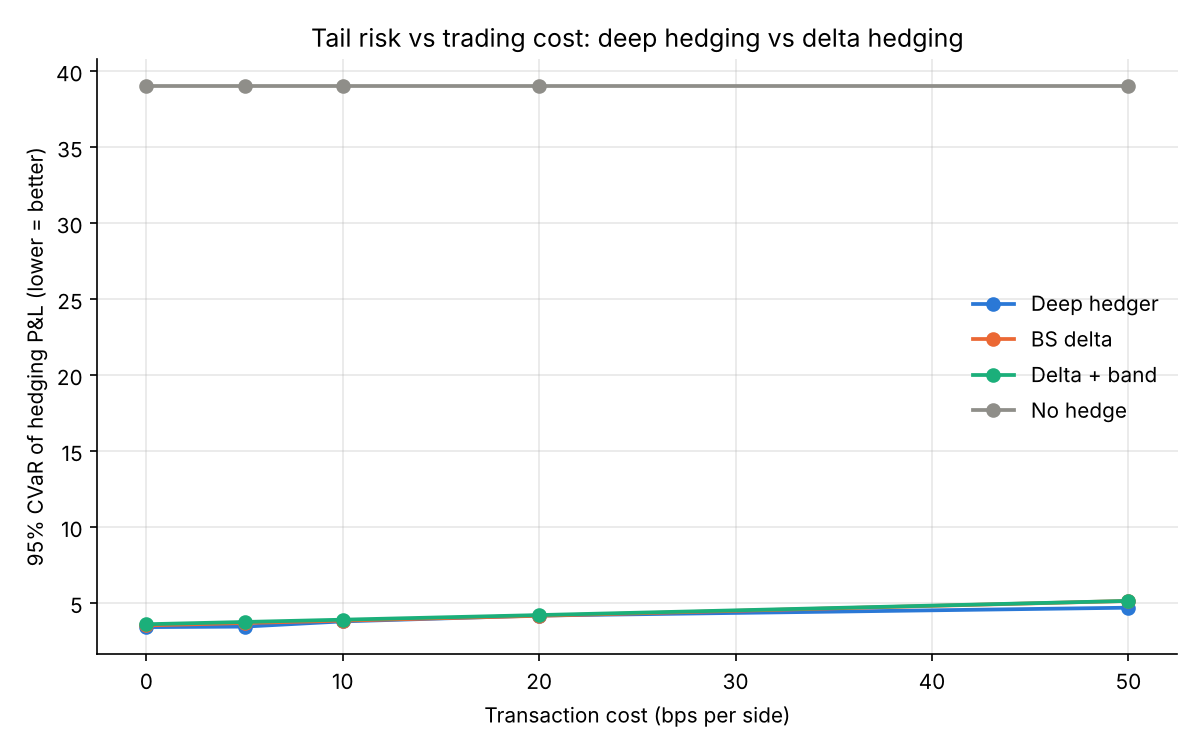 Tail risk vs trading cost: deep hedging vs delta hedging
95% CVaR of hedging P&L (lower = better)
40
35
30
25
20
15
10
5
Deep hedger
BS delta
Delta + band
No hedge
0
10
20
30
40
50
Transaction cost (bps per side)